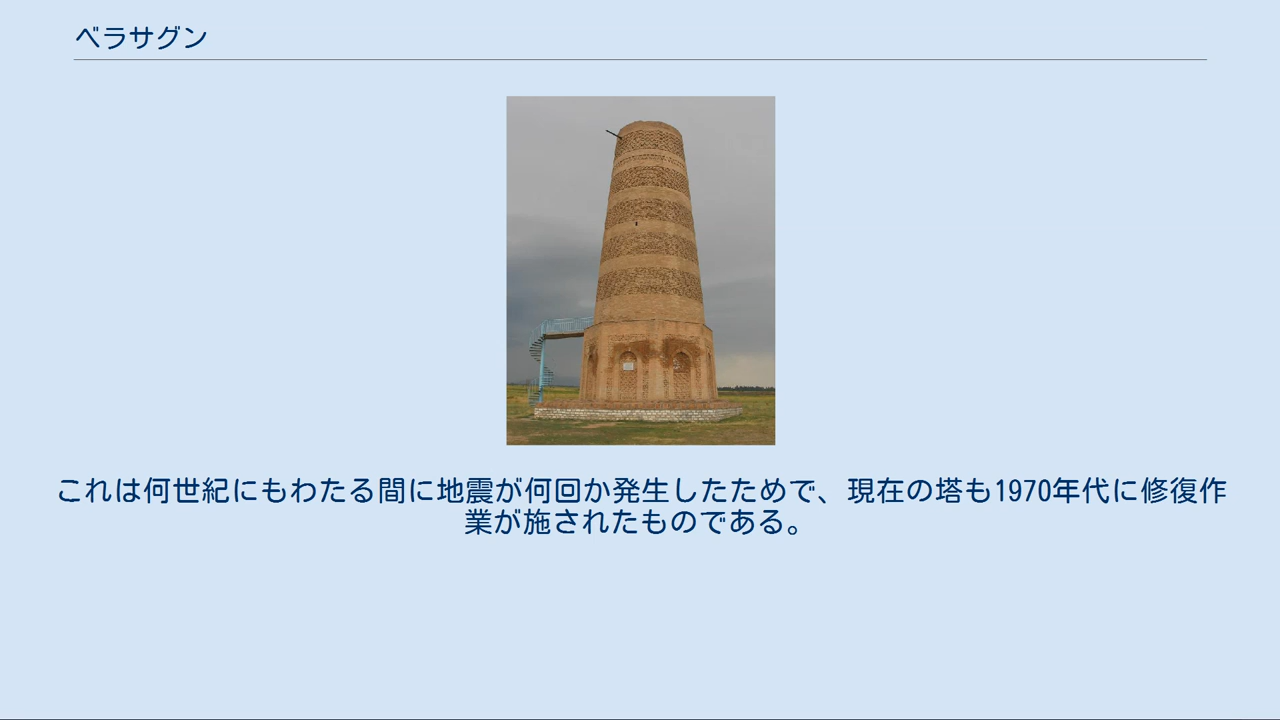 ベラサグン
これは何世紀にもわたる間に地震が何回か発生したためで、現在の塔も1970年代に修復作
業が施されたものである。